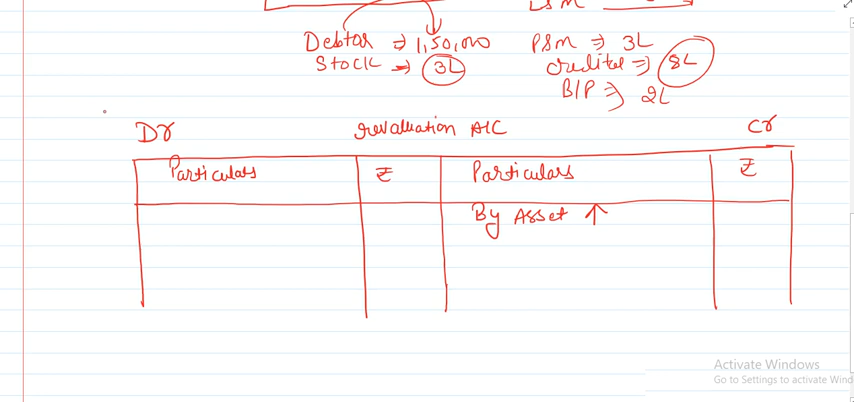 Debtor ⇒ 1,50,000 PSM ⇒ 3L
Stock → 3L Creditor ⇒ 8L
B/P ⇒ 2L
Dr revaluation A/C Cr
Particulars ₹ Particulars ₹
By Asset ↑
Activate Windows
Go to Settings to activate Wind